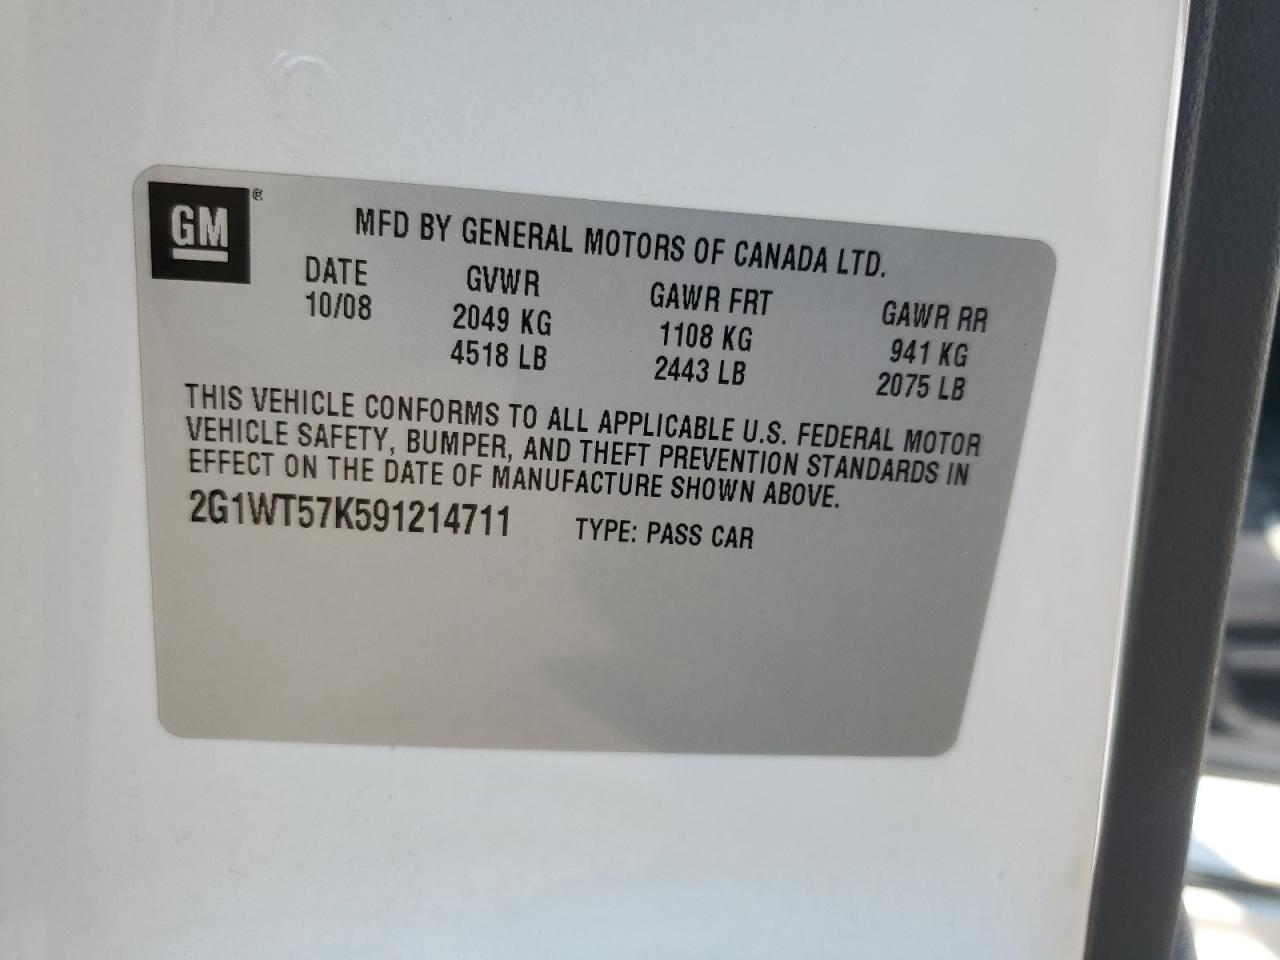 GM ®
MFD BY GENERAL MOTORS OF CANADA LTD.
DATE GVWR GAWR FRT GAWR RR
10/08 2049 KG 1108 KG 941 KG
4518 LB 2443 LB 2075 LB
THIS VEHICLE CONFORMS TO ALL APPLICABLE U.S. FEDERAL MOTOR
VEHICLE SAFETY, BUMPER, AND THEFT PREVENTION STANDARDS IN
EFFECT ON THE DATE OF MANUFACTURE SHOWN ABOVE.
2G1WT57K591214711 TYPE: PASS CAR